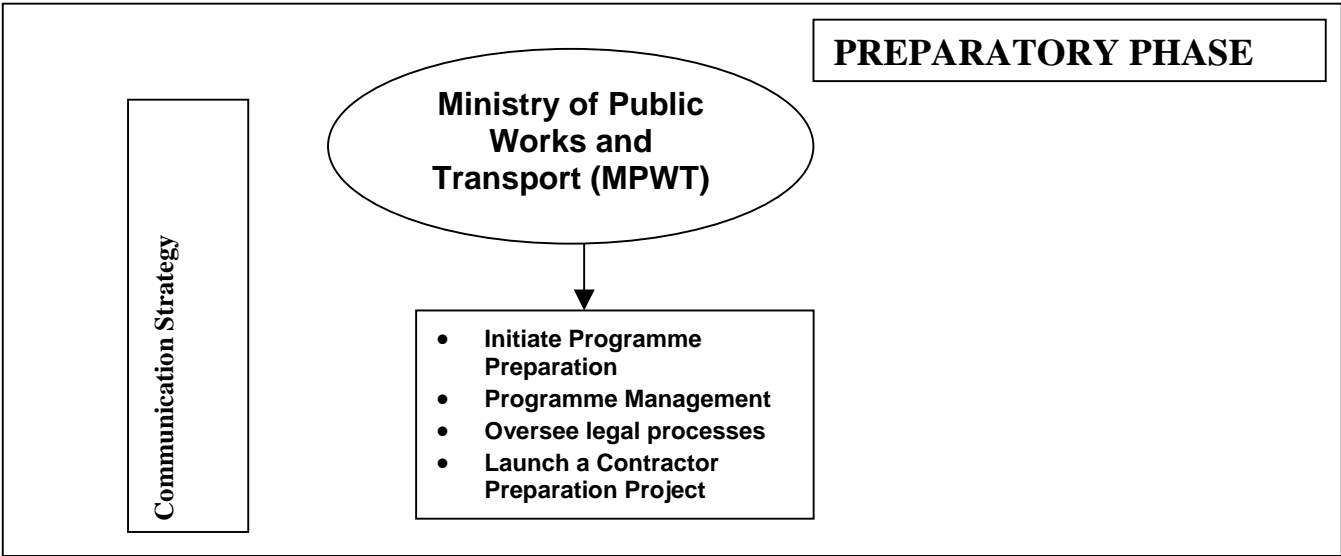 PREPARATORY PHASE
Ministry of Public
Works and
Transport (MPWT)
Communication Strategy
• Initiate Programme
Preparation
• Programme Management
• Oversee legal processes
• Launch a Contractor
Preparation Project